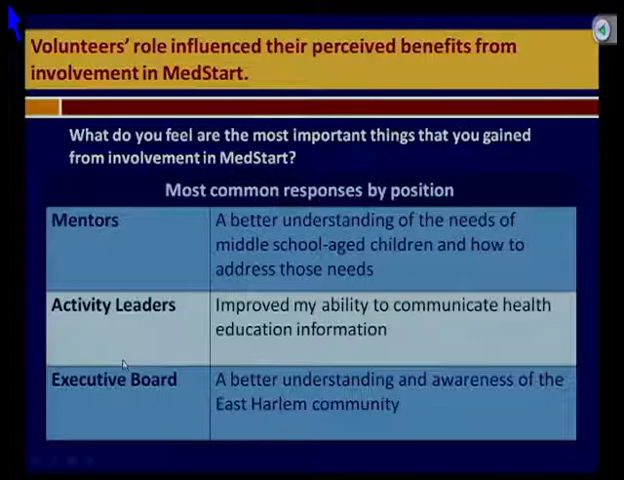 Volunteers' role influenced their perceived benefits from
involvement in MedStart.
What do you feel are the most important things that you gained
from involvement in MedStart?
Most common responses by position
Mentors
A better understanding of the needs of
middle school-aged children and how to
address those needs
Activity Leaders
Improved my ability to communicate health
education information
Executive Board
A better understanding and awareness of the
East Harlem community